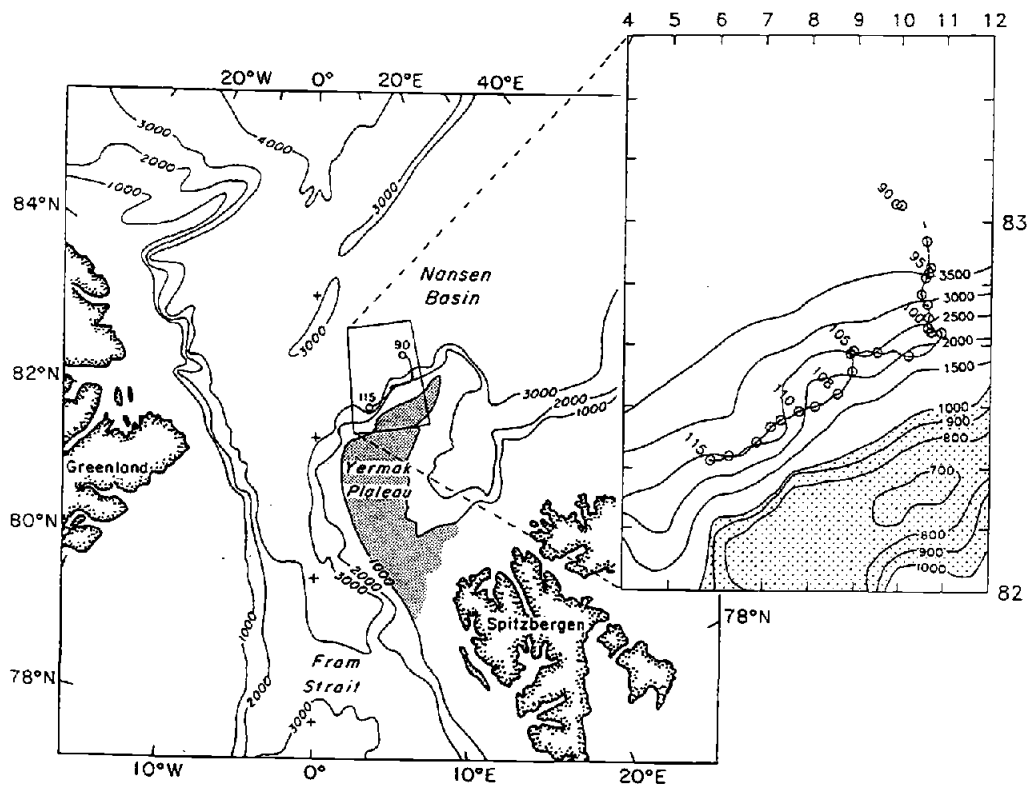 4 5 6 7 8 9 10 11 12
20°W 0° 20°E 40°E
3000
2000
1000
4000
3000
84°N
3000
Nansen
Basin
90
83
95
3500
3000
2500
100
2000
105
1500
108
110
115
1000
900
800
700
800
900
1000
82
82°N
90
115
3000
2000
1000
Greenland
Yermak
Plateau
80°N
1000
2000
3000
1000
2000
Spitzbergen
78°N
Fram
Strait
3000
78°N
10°W 0° 10°E 20°E